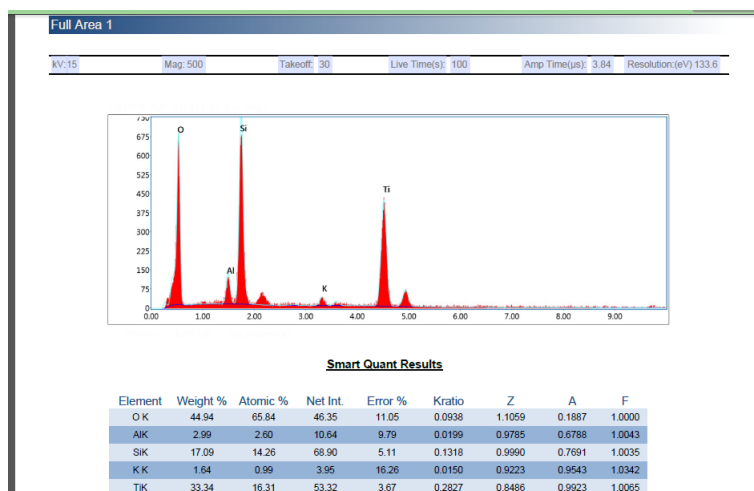 Full Area 1
kV:15 Mag: 500 Takeoff: 30 Live Time(s): 100 Amp Time(µs): 3.84 Resolution:(eV) 133.6
675
600
525
450
375
300
225
150
75
0
O
Al
Si
K
Ti
0.00 1.00 2.00 3.00 4.00 5.00 6.00 7.00 8.00 9.00
Smart Quant Results
Element Weight % Atomic % Net Int. Error % Kratio Z A F
O K 44.94 65.84 46.35 11.05 0.0938 1.1059 0.1887 1.0000
AlK 2.99 2.60 10.64 9.79 0.0199 0.9785 0.6788 1.0043
SiK 17.09 14.26 68.90 5.11 0.1318 0.9990 0.7691 1.0035
K K 1.64 0.99 3.95 16.26 0.0150 0.9223 0.9543 1.0342
TiK 33.34 16.31 53.32 3.67 0.2827 0.8486 0.9923 1.0065